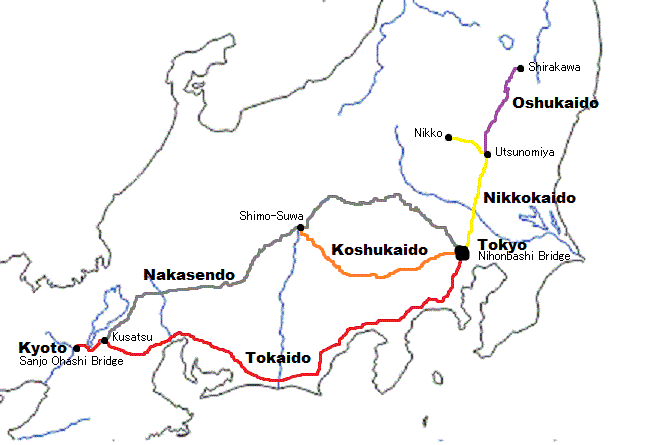 Shirakawa
Oshukaido
Nikko
Utsunomiya
Nikkokaido
Shimo-Suwa
Koshukaido
Tokyo
Nihonbashi Bridge
Nakasendo
Kusatsu
Kyoto
Sanjo Ohashi Bridge
Tokaido